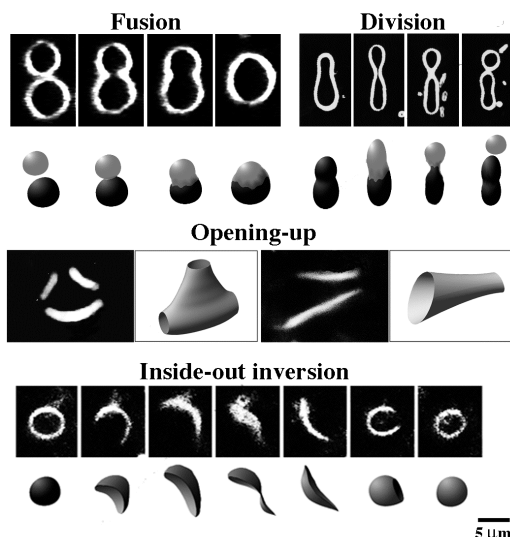 Fusion
Division
Opening-up
Inside-out inversion
5 μm